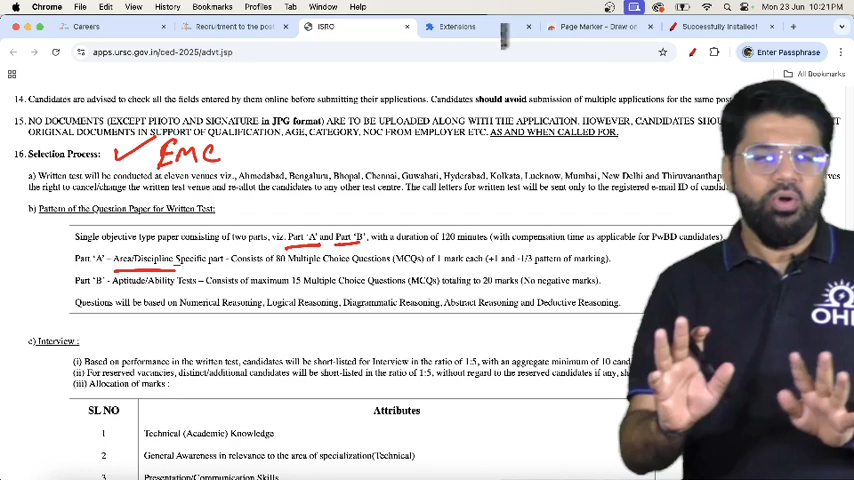 Chrome File Edit View History Bookmarks Profiles Tab Window Help Mon 23 Jun 10:21 PM
Careers Recruitment to the post ISRO Extensions Page Marker - Draw on Successfully Installed!
apps.ursc.gov.in/ced-2025/advt.jsp Enter Passphrase
All Bookmarks
14. Candidates are advised to check all the fields entered by them online before submitting their applications. Candidates should avoid submission of multiple applications for the same
15. NO DOCUMENTS (EXCEPT PHOTO AND SIGNATURE in JPG format) ARE TO BE UPLOADED ALONG WITH THE APPLICATION. HOWEVER, CANDIDATES
ORIGINAL DOCUMENTS IN SUPPORT OF QUALIFICATION, AGE, CATEGORY, NOC FROM EMPLOYER ETC. AS AND WHEN CALLED FOR.
16. Selection Process: EMC
a) Written test will be conducted at eleven venues viz., Ahmedabad, Bengaluru, Bhopal, Chennai, Guwahati, Hyderabad, Kolkata, Lucknow, Mumbai, New Delhi and
the right to cancel/change the written test venue and re-allot the candidates to any other test centre. The call letters for written test will be sent only to the registered e-mail ID of
b) Pattern of the Question Paper for Written Test:
Single objective type paper consisting of two parts, viz. Part 'A' and Part 'B', with a duration of 120 minutes (with compensation time as applicable for PwBD candidates).
Part 'A' – Area/Discipline Specific part - Consists of 80 Multiple Choice Questions (MCQs) of 1 mark each (+1 and -1/3 pattern of marking).
Part 'B' - Aptitude/Ability Tests – Consists of maximum 15 Multiple Choice Questions (MCQs) totaling to 20 marks (No negative marks).
Questions will be based on Numerical Reasoning, Logical Reasoning, Diagrammatic Reasoning, Abstract Reasoning and Deductive Reasoning.
c) Interview :
(i) Based on performance in the written test, candidates will be short-listed for Interview in the ratio of 1:5, with an aggregate minimum of 10
(ii) For reserved vacancies, distinct/additional candidates will be short-listed in the ratio of 1:5, without regard to the reserved candidates if any,
(iii) Allocation of marks :
SL NO Attributes
1 Technical (Academic) Knowledge
2 General Awareness in relevance to the area of specialization(Technical)
3 Presentation/Communication Skills